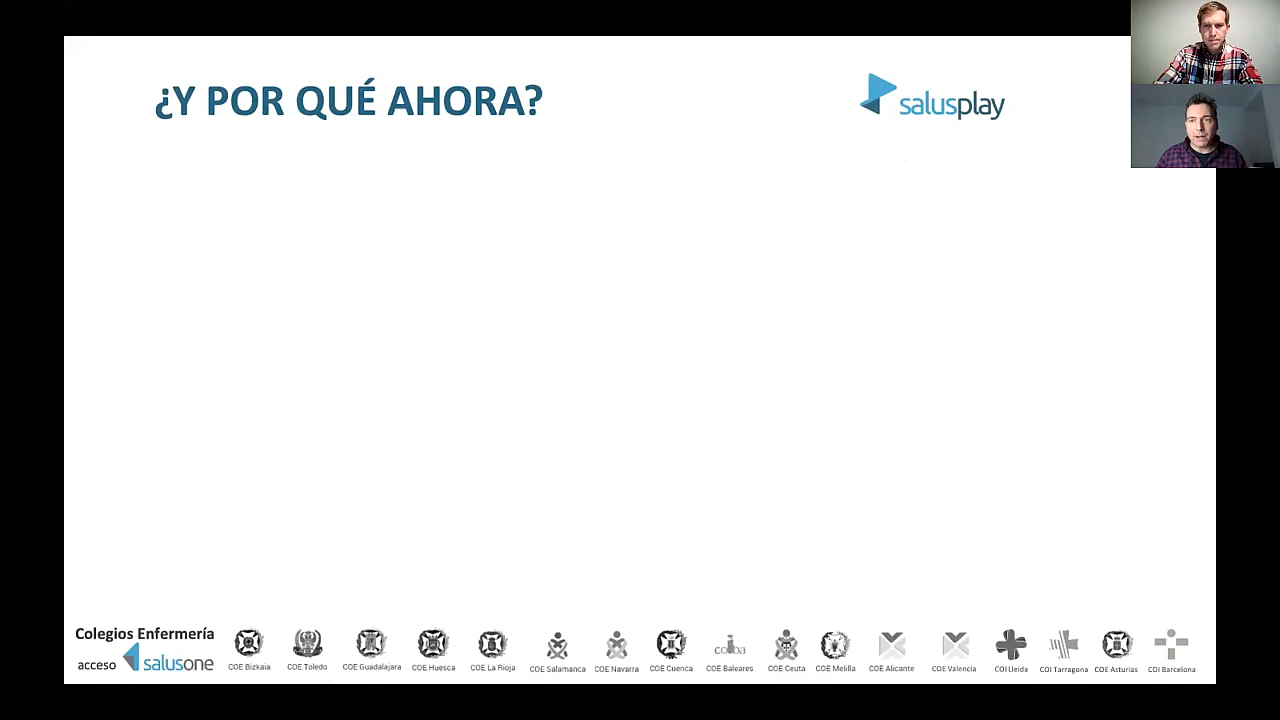 ¿Y POR QUÉ AHORA?
salusplay
Colegios Enfermería
acceso salusone
COE Bizkaia
COE Toledo
COE Guadalajara
COE Huesca
COE La Rioja
COE Salamanca
COE Navarra
COE Cuenca
COE Baleares
COE Ceuta
COE Melilla
COE Alicante
COE Valencia
COI Lleida
COI Tarragona
COE Asturias
COI Barcelona